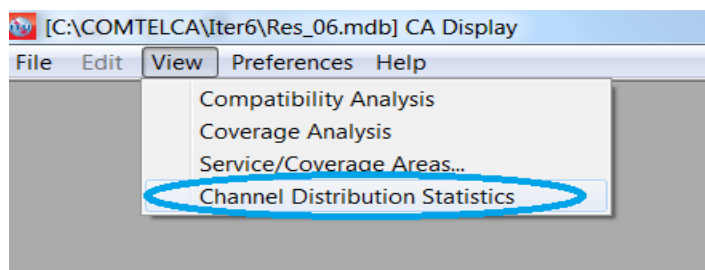 [C:\COMTELCA\Iter6\Res_06.mdb] CA Display
File Edit View Preferences Help
Compatibility Analysis
Coverage Analysis
Service/Coverage Areas...
Channel Distribution Statistics